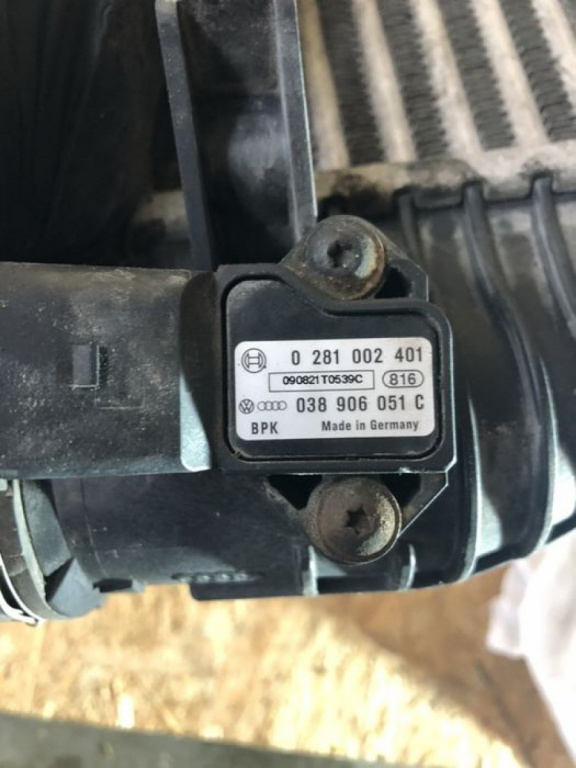 0 281 002 401
090821T0539C 816
038 906 051 C
BPK Made in Germany